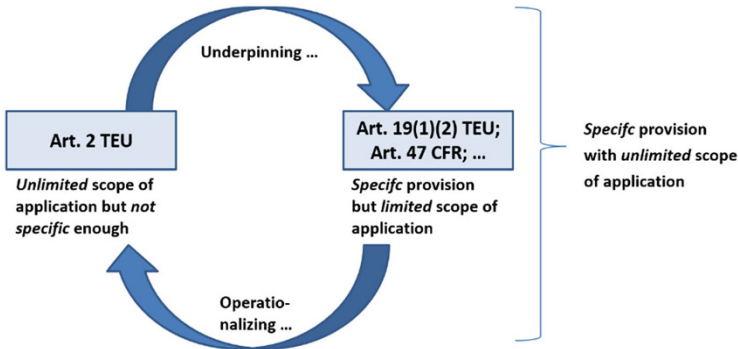 Underpinning ...
Art. 2 TEU
Unlimited scope of
application but not
specific enough
Art. 19(1)(2) TEU;
Art. 47 CFR; ...
Specifc provision
but limited scope of
application
Operatio-
nalizing ...
Specifc provision
with unlimited scope
of application